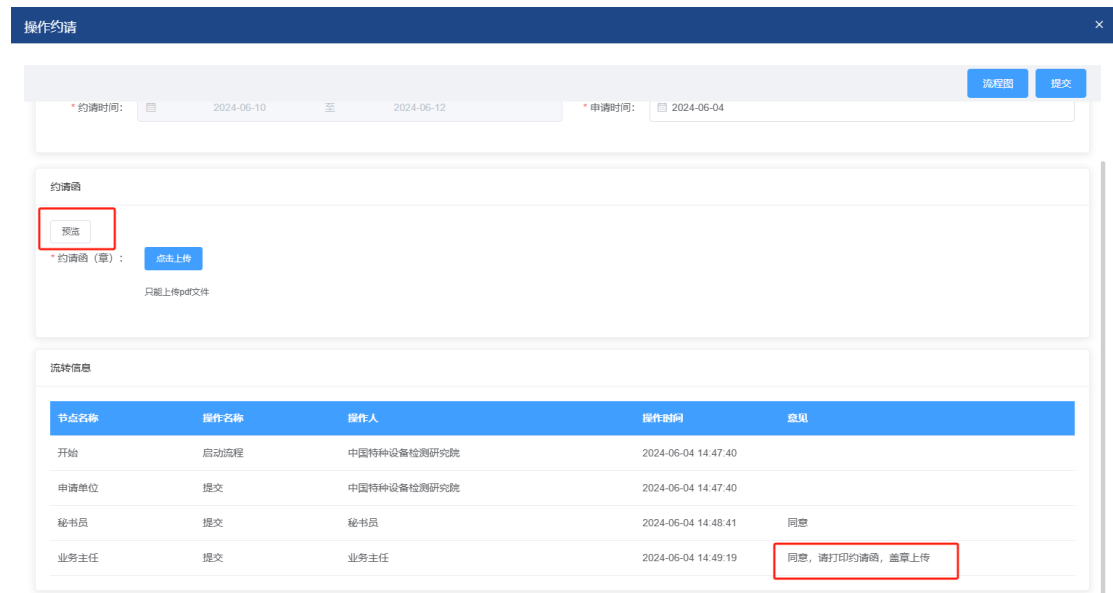 操作约请
×
流程图 提交
* 约请时间： 2024-06-10 至 2024-06-12 * 申请时间： 2024-06-04
约请函
预览
* 约请函（章）： 点击上传
只能上传pdf文件
流转信息
节点名称 操作名称 操作人 操作时间 意见
开始 启动流程 中国特种设备检测研究院 2024-06-04 14:47:40
申请单位 提交 中国特种设备检测研究院 2024-06-04 14:47:40
秘书员 提交 秘书员 2024-06-04 14:48:41 同意
业务主任 提交 业务主任 2024-06-04 14:49:19 同意，请打印约请函，盖章上传